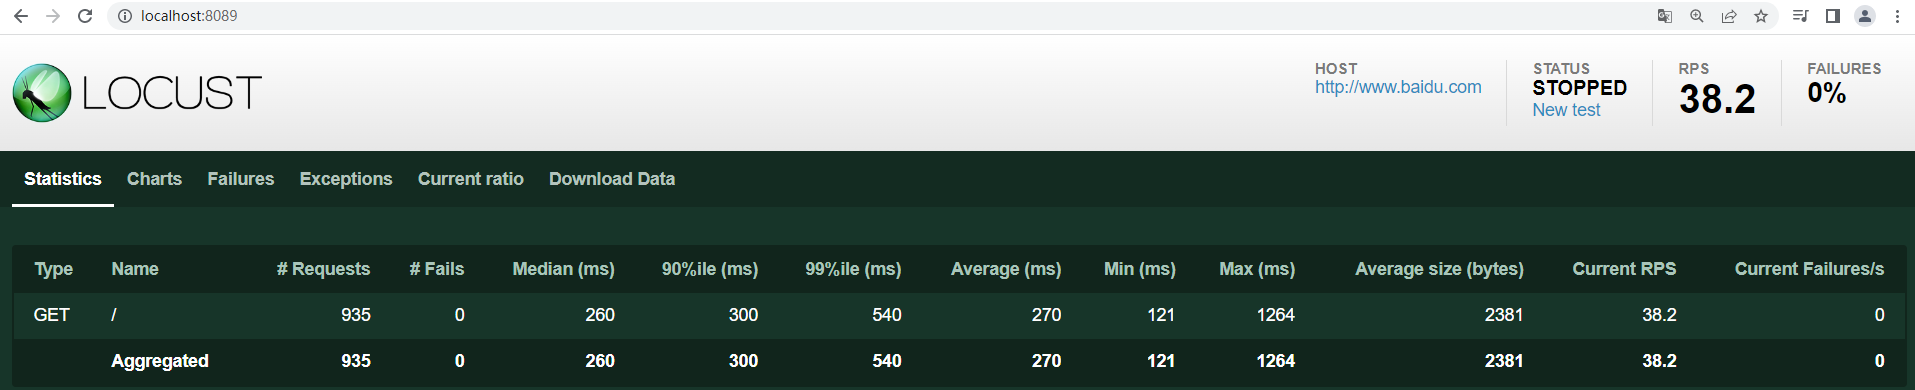 localhost:8089
LOCUST
HOST
http://www.baidu.com
STATUS
STOPPED
New test
RPS
38.2
FAILURES
0%
Statistics Charts Failures Exceptions Current ratio Download Data
Type Name # Requests # Fails Median (ms) 90%ile (ms) 99%ile (ms) Average (ms) Min (ms) Max (ms) Average size (bytes) Current RPS Current Failures/s
GET / 935 0 260 300 540 270 121 1264 2381 38.2 0
Aggregated 935 0 260 300 540 270 121 1264 2381 38.2 0